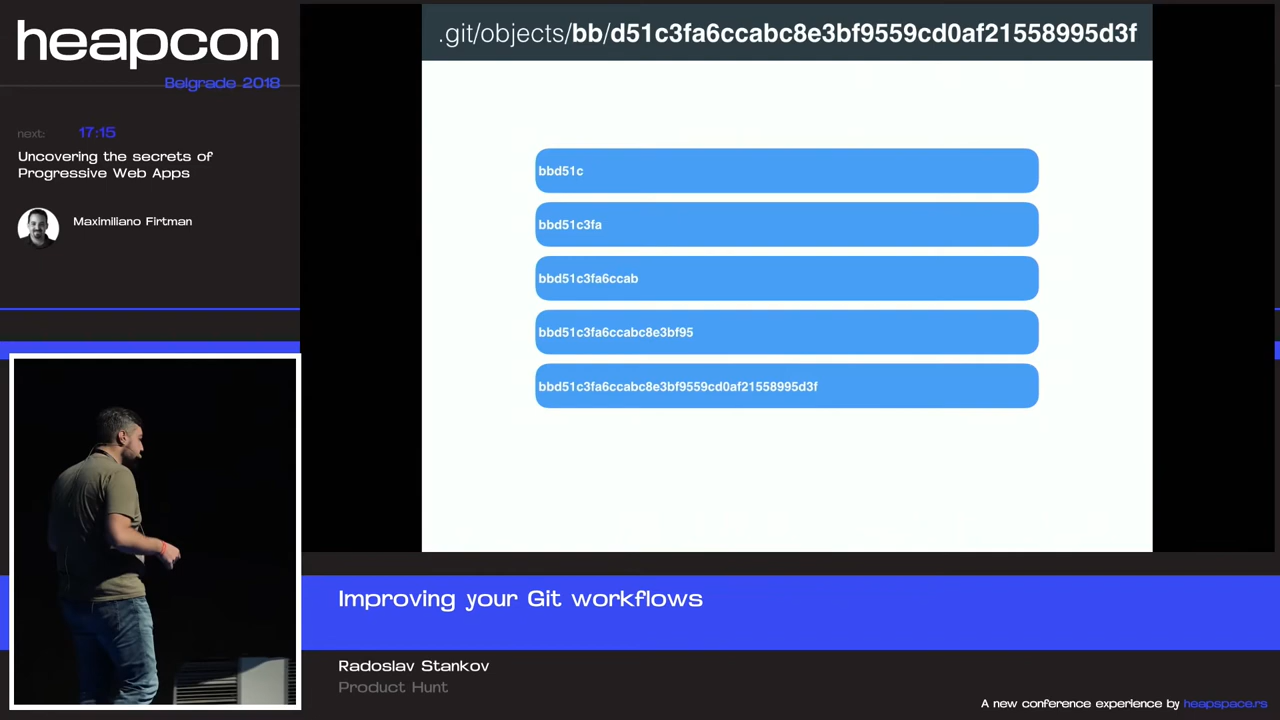 heapcon
Belgrade 2018
next: 17:15
Uncovering the secrets of
Progressive Web Apps
Maximiliano Firtman
.git/objects/bb/d51c3fa6ccabc8e3bf9559cd0af21558995d3f
bbd51c
bbd51c3fa
bbd51c3fa6ccab
bbd51c3fa6ccabc8e3bf95
bbd51c3fa6ccabc8e3bf9559cd0af21558995d3f
Improving your Git workflows
Radoslav Stankov
Product Hunt
A new conference experience by heapspace.rs